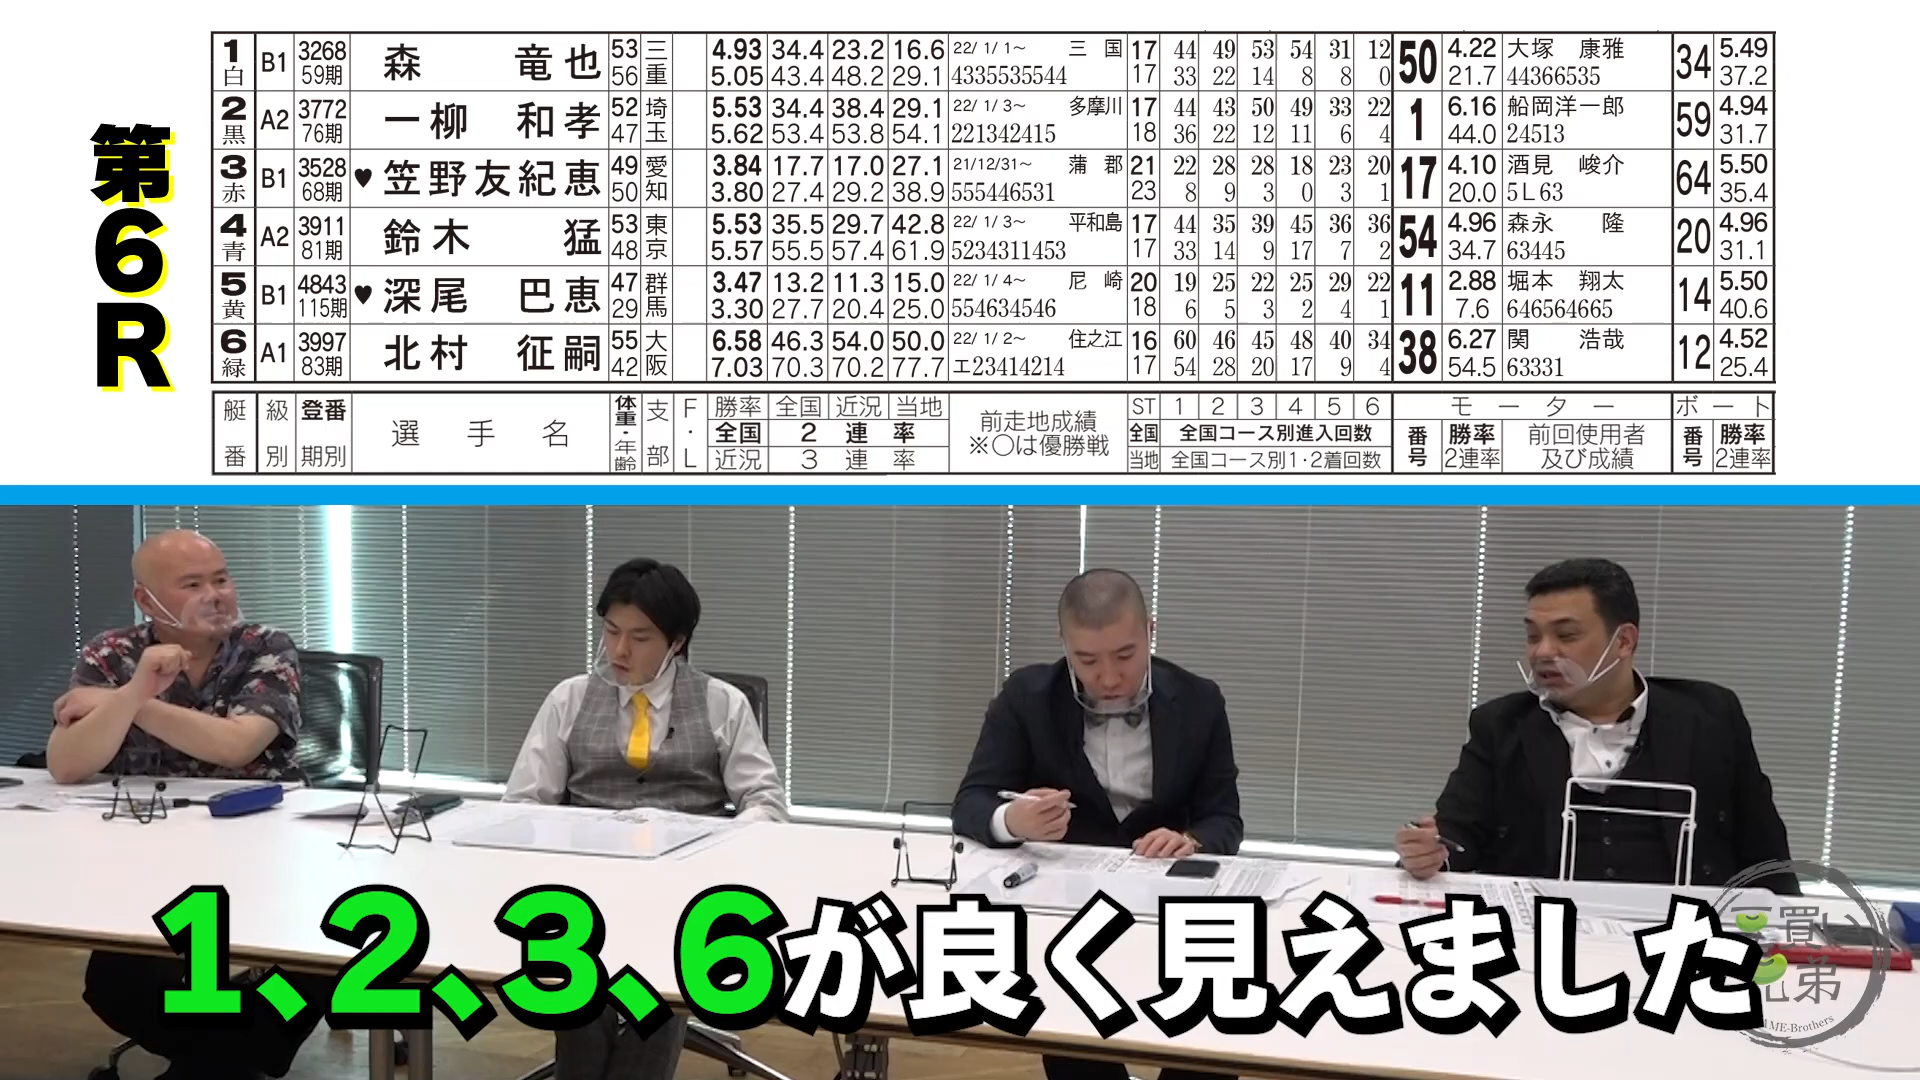 第6R
1 白 B1 3268 59期 森 竜也 53 56 三重 4.93 5.05 34.4 43.4 23.2 48.2 16.6 29.1 22/ 1/ 1~ 三国 4335535544 17 17 44 33 49 22 53 14 54 8 31 8 12 0 50 4.22 21.7 大塚 康雅 44366535 34 5.49 37.2
2 黒 A2 3772 76期 一柳 和孝 52 47 埼玉 5.53 5.62 34.4 53.4 38.4 53.8 29.1 54.1 22/ 1/ 3~ 多摩川 221342415 17 18 44 36 43 22 50 12 49 11 33 6 22 4 1 6.16 44.0 船岡洋一郎 24513 59 4.94 31.7
3 赤 B1 3528 68期 ♥笠野友紀恵 49 50 愛知 3.84 3.80 17.7 27.4 17.0 29.2 27.1 38.9 21/12/31~ 蒲郡 555446531 21 23 22 8 28 9 28 3 18 0 23 3 20 1 17 4.10 20.0 酒見 峻介 5L63 64 5.50 35.4
4 青 A2 3911 81期 鈴木 猛 53 48 東京 5.53 5.57 35.5 55.5 29.7 57.4 42.8 61.9 22/ 1/ 3~ 平和島 5234311453 17 17 44 33 35 14 39 9 45 17 36 7 36 2 54 4.96 34.7 森永 隆 63445 20 4.96 31.1
5 黄 B1 4843 115期 ♥深尾 巴恵 47 29 群馬 3.47 3.30 13.2 27.7 11.3 20.4 15.0 25.0 22/ 1/ 4~ 尼崎 554634546 20 18 19 6 25 5 22 3 25 2 29 4 22 1 11 2.88 7.6 堀本 翔太 646564665 14 5.50 40.6
6 緑 A1 3997 83期 北村 征嗣 55 42 大阪 6.58 7.03 46.3 70.3 54.0 70.2 50.0 77.7 22/ 1/ 2~ 住之江 エ23414214 16 17 60 54 46 28 45 20 48 17 40 9 34 4 38 6.27 54.5 関 浩哉 63331 12 4.52 25.4
艇番 級別 登番 期別 選手名 体重・年齢 支部 F・L 勝率 全国 近況 当地 全国 2連率 近況 3連率 前走地成績 ※○は優勝戦 ST 全国 当地 1 2 3 4 5 6 全国コース別進入回数 全国コース別1・2着回数 モーター 番号 勝率 2連率 前回使用者及び成績 ボート 番号 勝率 2連率
1、2、3、6が良く見えました
買い
兄弟
AME-Brothers